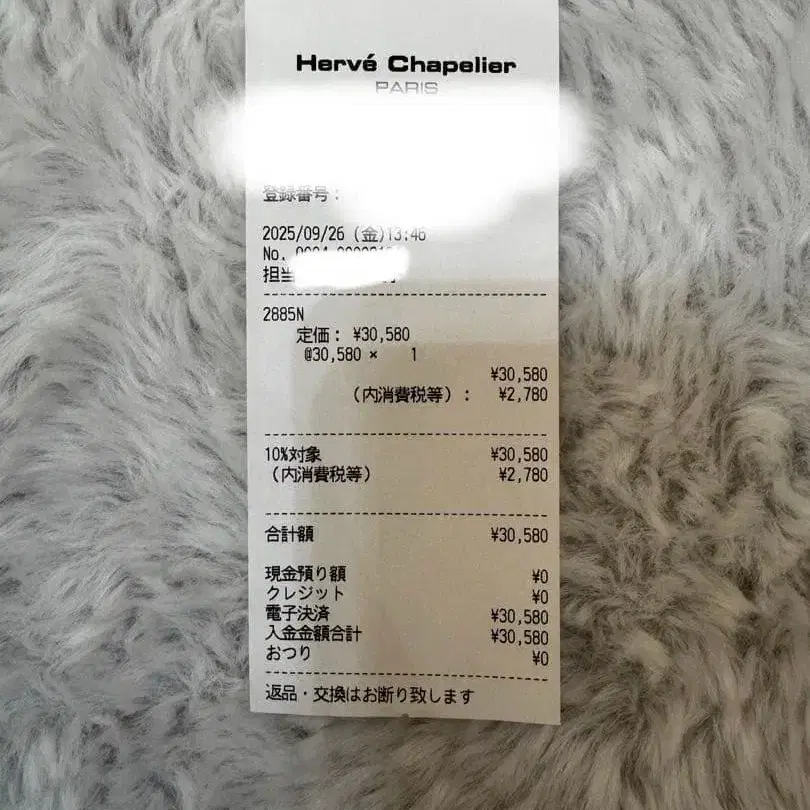 Hervé Chapelier
PARIS
登録番号:
2025/09/26 (金)13:46
No.
担当
2885N
定価: ¥30,580
@30,580 × 1
¥30,580
(内消費税等): ¥2,780
10%対象 ¥30,580
(内消費税等) ¥2,780
合計額 ¥30,580
現金預り額 ¥0
クレジット ¥0
電子決済 ¥30,580
入金金額合計 ¥30,580
おつり ¥0
返品・交換はお断り致します